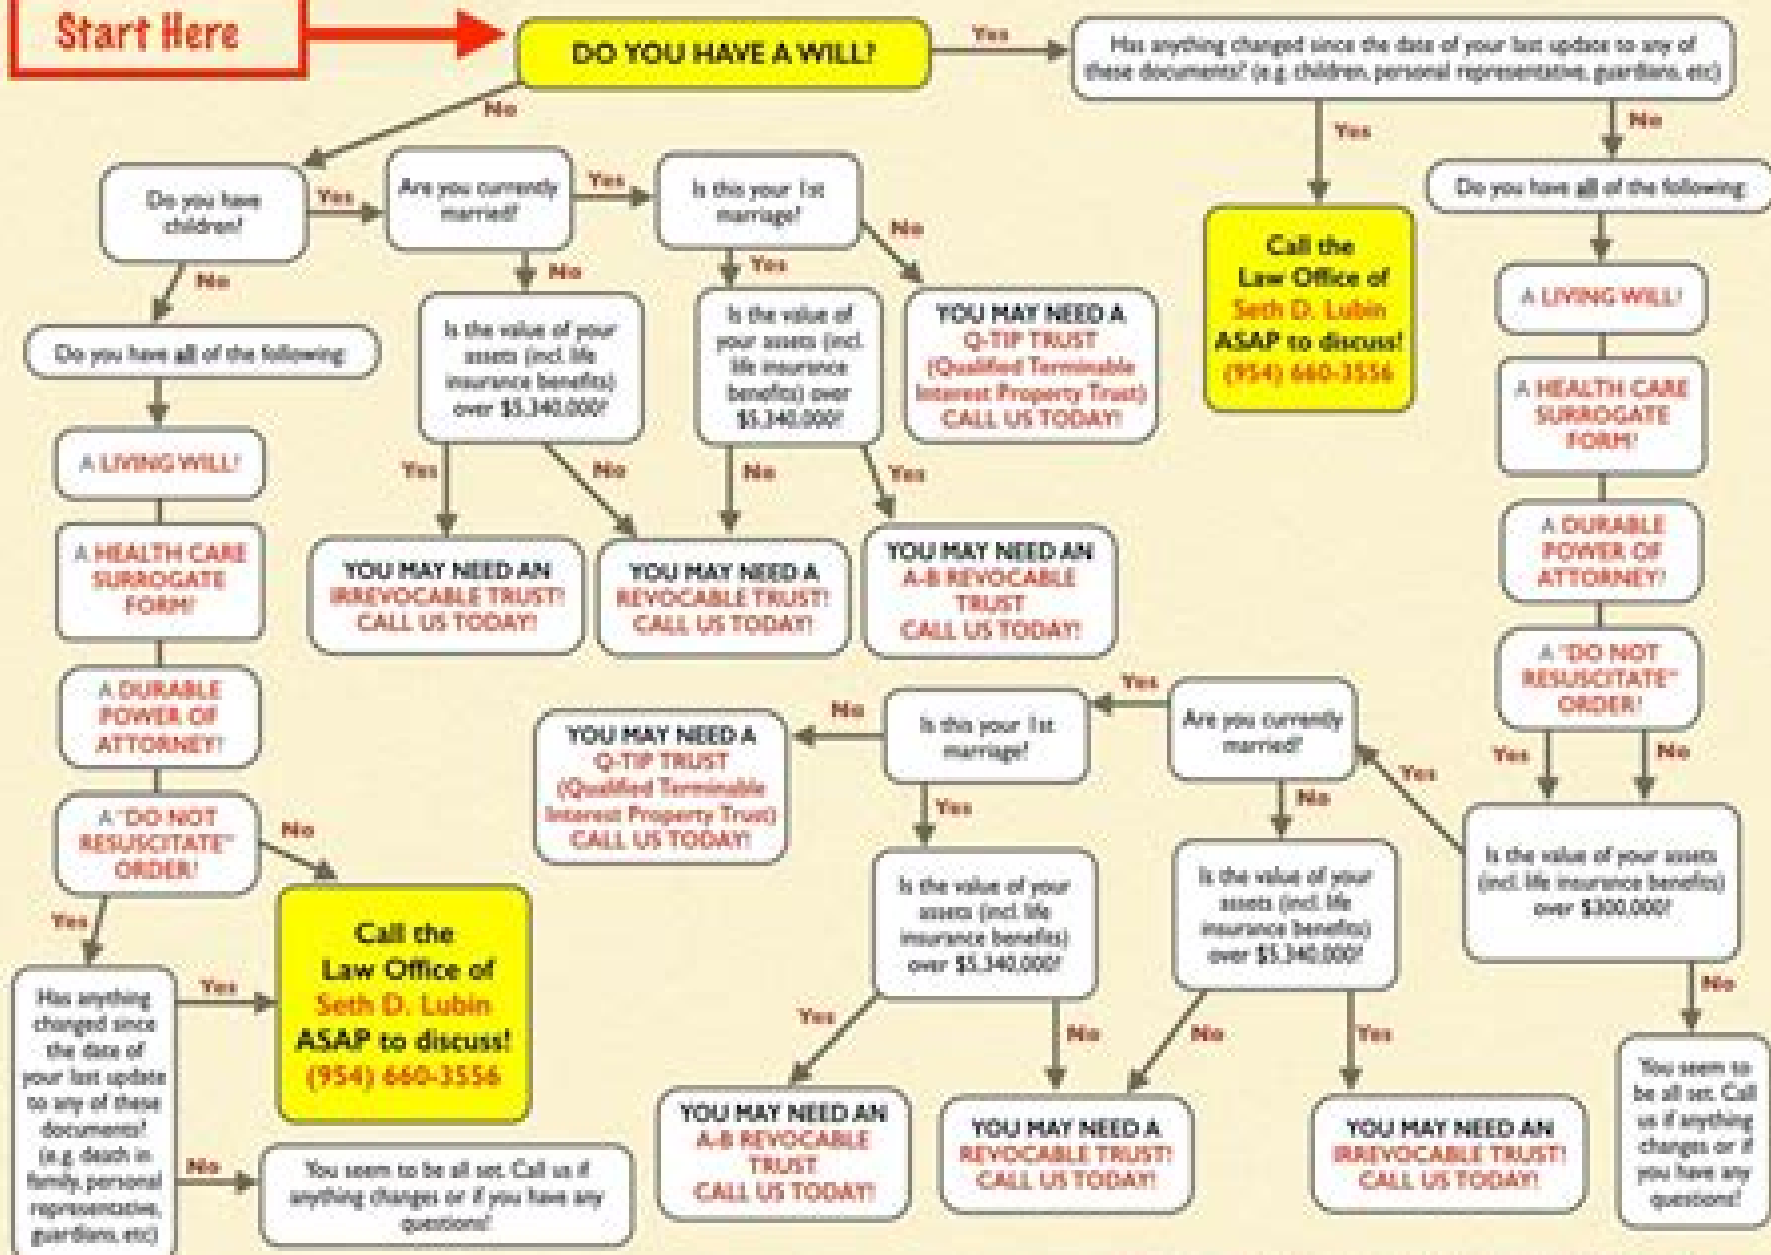 Start Here
DO YOU HAVE A WILL?
Yes
Has anything changed since the date of your last update to any of
these documents? (e.g. children, personal representative, guardians, etc)
No
Yes
No
Do you have
children?
Yes
Are you currently
married?
Yes
Is this your 1st
marriage?
No
Do you have all of the following
Call the
Law Office of
Seth D. Lubin
ASAP to discuss!
(954) 660-3556
No
No
Yes
Is the value of your
assets (incl. life
insurance benefits)
over $5,340,000?
Is the value of
your assets (incl.
life insurance
benefits) over
$5,340,000?
YOU MAY NEED A
Q-TIP TRUST
(Qualified Terminable
Interest Property Trust)
CALL US TODAY!
A LIVING WILL?
A HEALTH CARE
SURROGATE
FORM?
A DURABLE
POWER OF
ATTORNEY?
A "DO NOT
RESUSCITATE"
ORDER?
Do you have all of the following
A LIVING WILL?
A HEALTH CARE
SURROGATE
FORM?
A DURABLE
POWER OF
ATTORNEY?
A "DO NOT
RESUSCITATE"
ORDER?
Yes
No
No
Yes
YOU MAY NEED AN
IRREVOCABLE TRUST!
CALL US TODAY!
YOU MAY NEED A
REVOCABLE TRUST!
CALL US TODAY!
YOU MAY NEED AN
A-B REVOCABLE
TRUST
CALL US TODAY!
Yes
No
Is the value of your assets
(incl. life insurance benefits)
over $300,000?
Yes
Are you currently
married?
Yes
Is this your 1st
marriage?
No
YOU MAY NEED A
Q-TIP TRUST
(Qualified Terminable
Interest Property Trust)
CALL US TODAY!
Yes
No
Is the value of your
assets (incl. life
insurance benefits)
over $5,340,000?
Is the value of your
assets (incl. life
insurance benefits)
over $5,340,000?
No
You seem to
be all set. Call
us if anything
changes or if
you have any
questions!
Yes
No
No
Yes
YOU MAY NEED AN
A-B REVOCABLE
TRUST
CALL US TODAY!
YOU MAY NEED A
REVOCABLE TRUST!
CALL US TODAY!
YOU MAY NEED AN
IRREVOCABLE TRUST!
CALL US TODAY!
No
Yes
Call the
Law Office of
Seth D. Lubin
ASAP to discuss!
(954) 660-3556
Has anything
changed since
the date of
your last update
to any of these
documents?
(e.g. death in
family, personal
representative,
guardians, etc)
Yes
No
You seem to be all set. Call us if
anything changes or if you have any
questions!